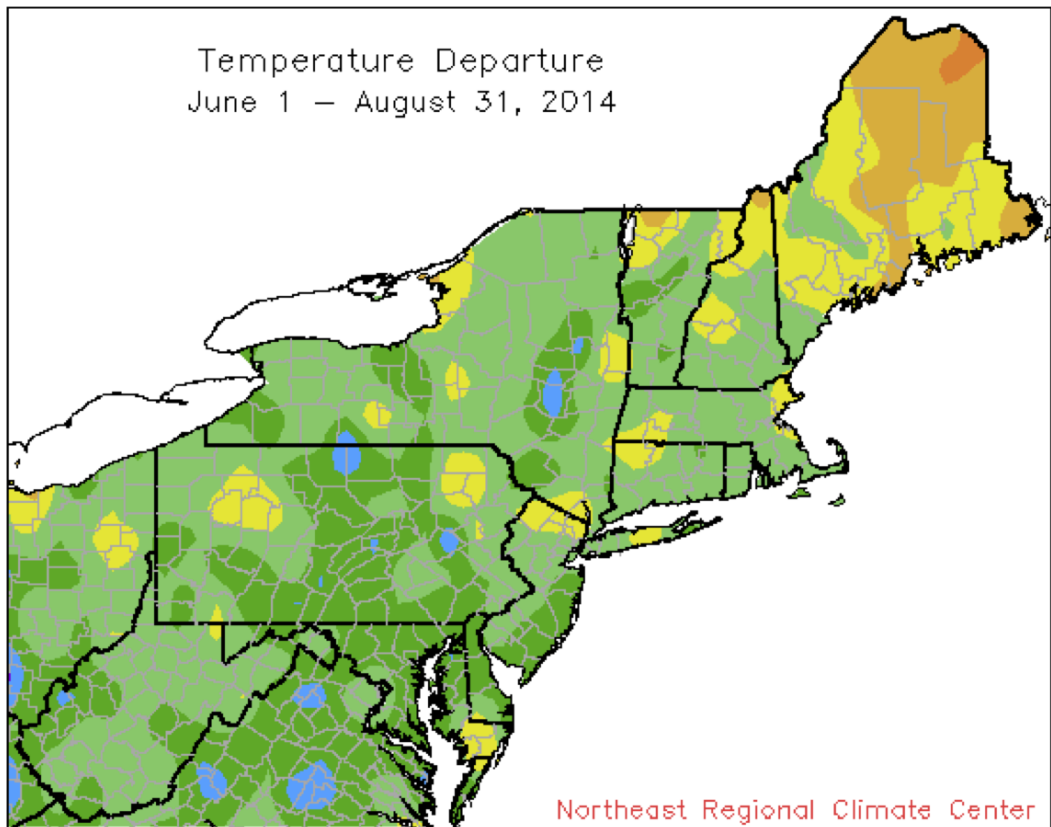 Temperature Departure
June 1 – August 31, 2014
Northeast Regional Climate Center